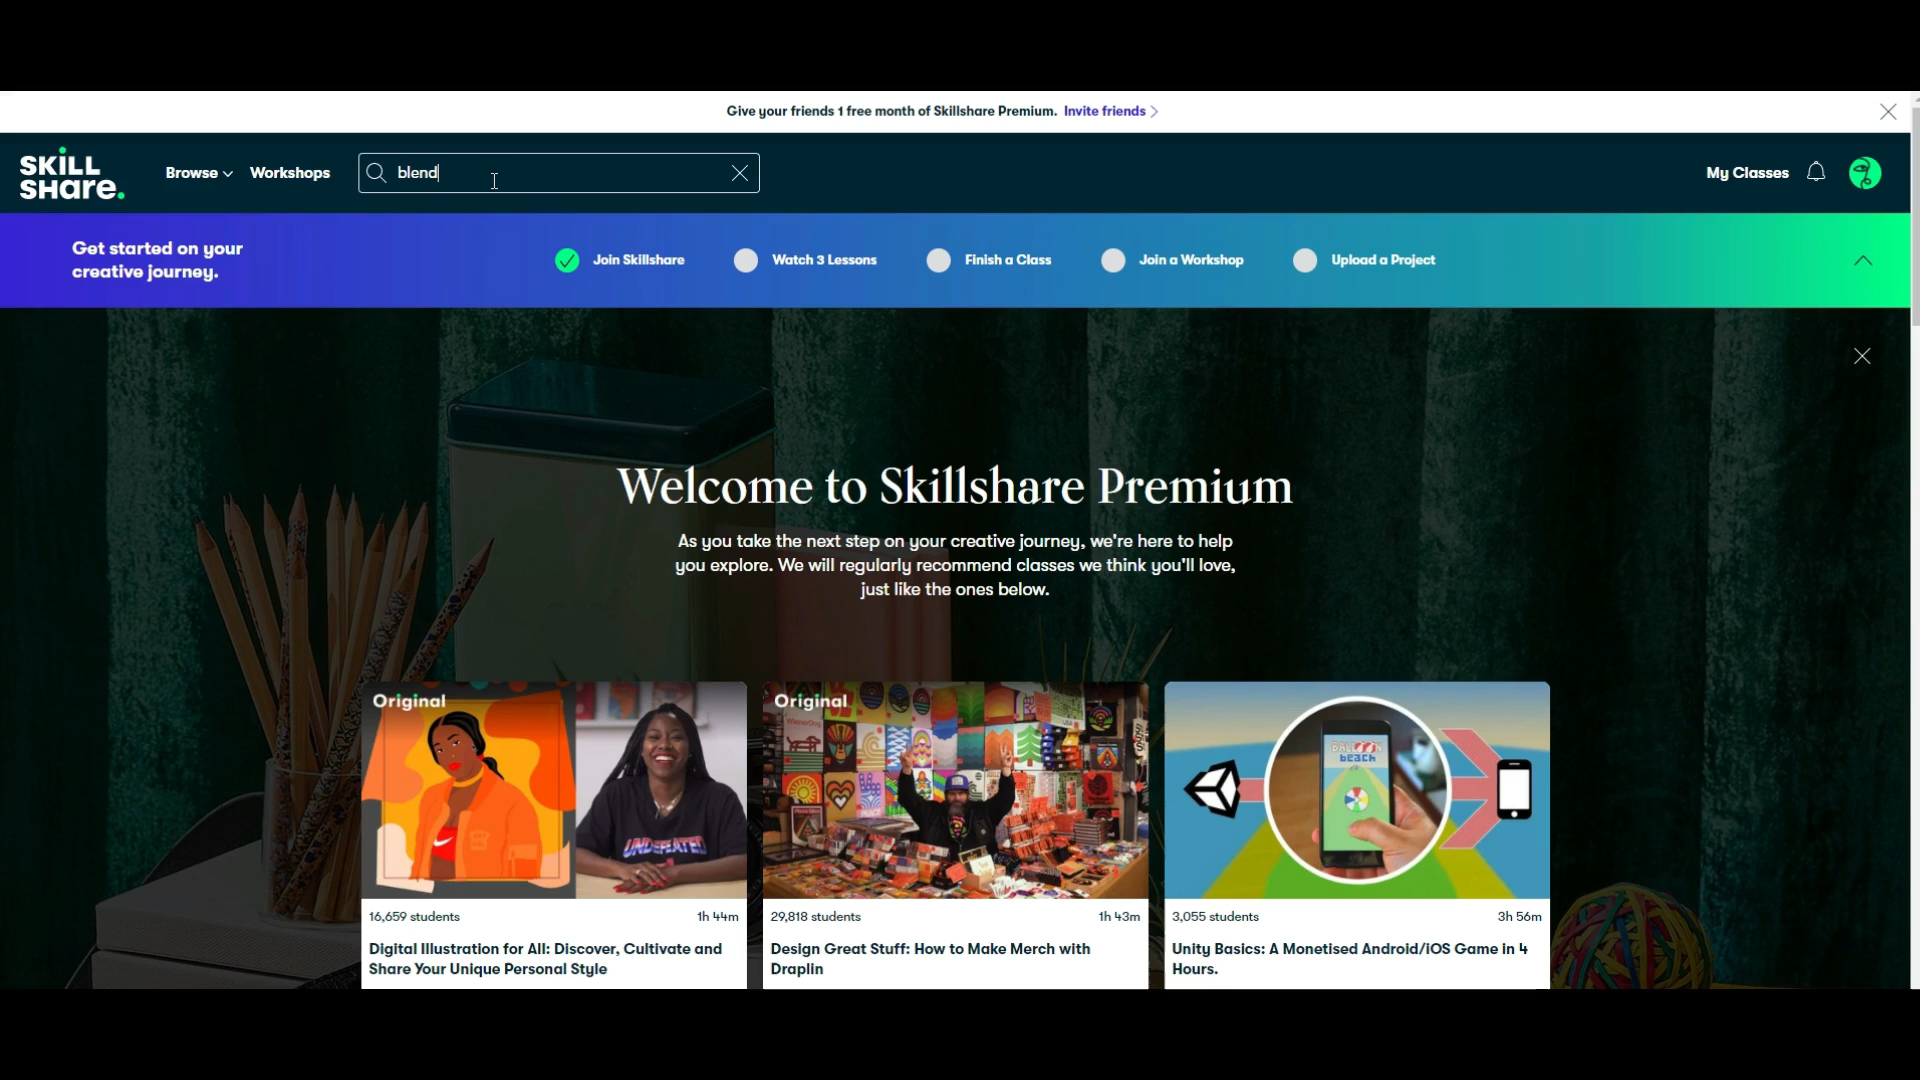 Give your friends 1 free month of Skillshare Premium. Invite friends
SKILL
SHARE.
Browse
Workshops
blend
My Classes
Get started on your
creative journey.
Join Skillshare
Watch 3 Lessons
Finish a Class
Join a Workshop
Upload a Project
Welcome to Skillshare Premium
As you take the next step on your creative journey, we're here to help
you explore. We will regularly recommend classes we think you'll love,
just like the ones below.
Original
UNDEFEATED
16,659 students
1h 44m
Digital Illustration for All: Discover, Cultivate and
Share Your Unique Personal Style
Original
29,818 students
1h 43m
Design Great Stuff: How to Make Merch with
Draplin
BALLOON
beach
3,055 students
3h 56m
Unity Basics: A Monetised Android/iOS Game in 4
Hours.